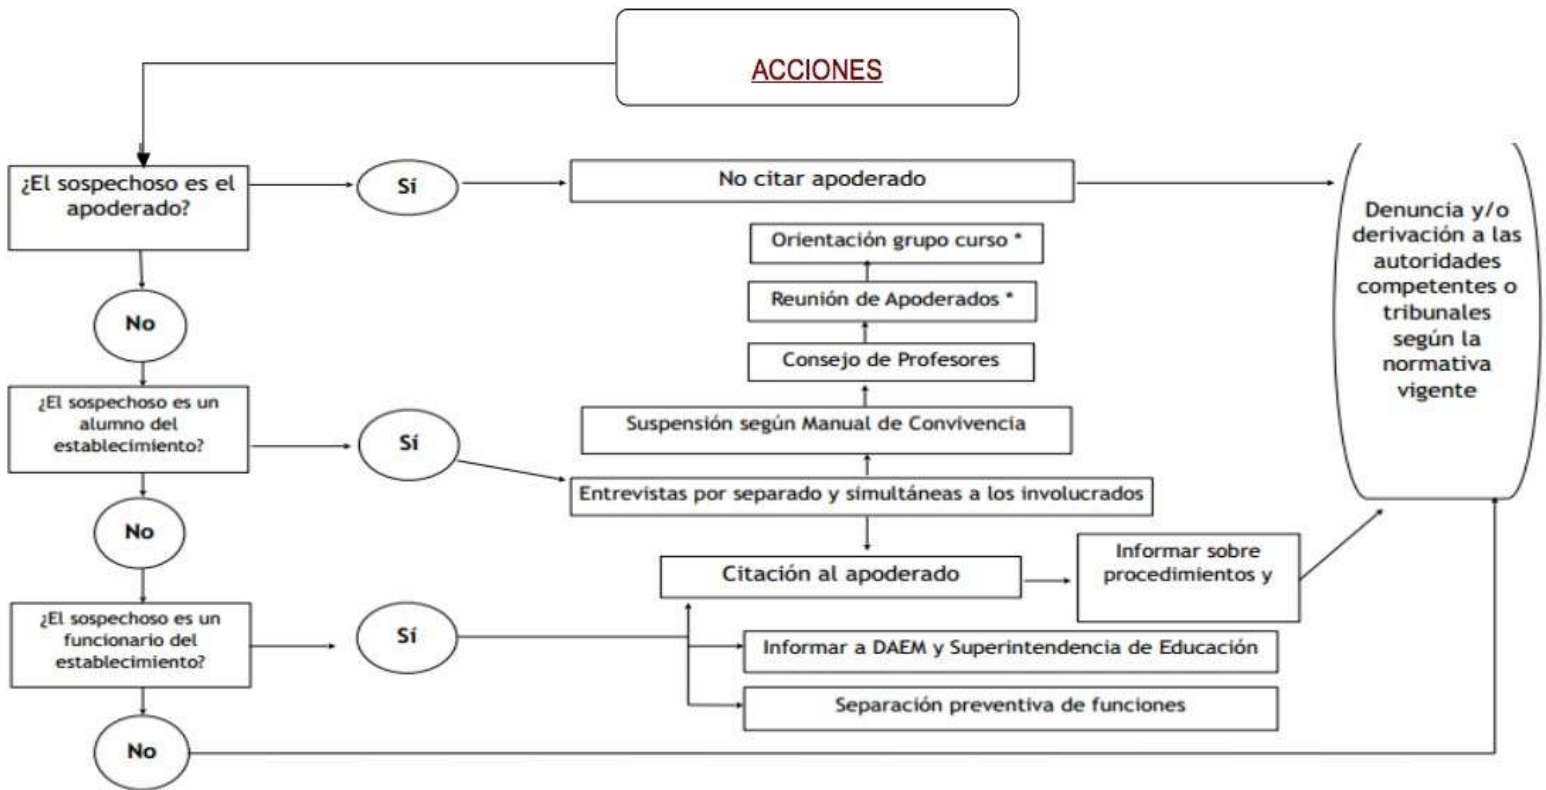 ACCIONES
¿El sospechoso es el
apoderado?
Sí
No citar apoderado
Denuncia y/o
derivación a las
autoridades
competentes o
tribunales
según la
normativa
vigente
Orientación grupo curso *
Reunión de Apoderados *
No
Consejo de Profesores
¿El sospechoso es un
alumno del
establecimiento?
Sí
Suspensión según Manual de Convivencia
Entrevistas por separado y simultáneas a los involucrados
No
Citación al apoderado
Informar sobre
procedimientos y
¿El sospechoso es un
funcionario del
establecimiento?
Sí
Informar a DAEM y Superintendencia de Educación
Separación preventiva de funciones
No